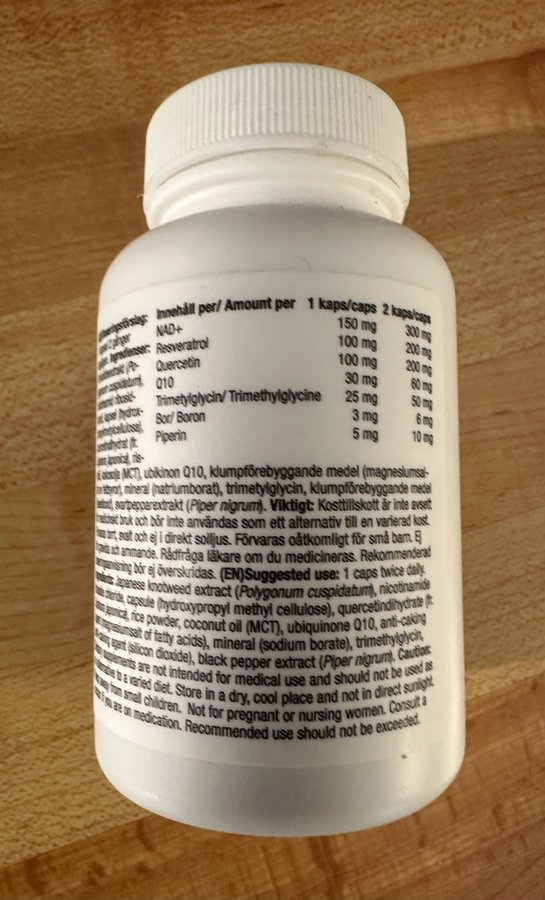 Innehåll per/ Amount per 1 kaps/caps 2 kaps/caps
NAD+ 150 mg 300 mg
Resveratrol 100 mg 200 mg
Quercetin 100 mg 200 mg
Q10 30 mg 60 mg
Trimetylglycin/ Trimethylglycine 25 mg 50 mg
Bor/ Boron 3 mg 6 mg
Piperin 5 mg 10 mg
(MCT), ubikinon Q10, klumpförebyggande medel (magnesiumsal-
mineral (natriumborat), trimetylglycin, klumpförebyggande medel
svartpepparextrakt (Piper nigrum). Viktigt: Kosttillskott är inte avsett
bruk och bör inte användas som ett alternativ till en varierad kost.
torrt, svalt och ej i direkt solljus. Förvaras oåtkomligt för små barn. Ej
och ammande. Rådfråga läkare om du medicineras. Rekommenderad
bör ej överskridas. (EN)Suggested use: 1 caps twice daily.
Japanese knotweed extract (Polygonum cuspidatum), nicotinamide
chloride, capsule (hydroxypropyl methyl cellulose), quercetindihydrate (fr.
rice powder, coconut oil (MCT), ubiquinone Q10, anti-caking
magnesiumsalt of fatty acids), mineral (sodium borate), trimethylglycin,
agent (silicon dioxide), black pepper extract (Piper nigrum). Caution:
are not intended for medical use and should not be used as
to a varied diet. Store in a dry, cool place and not in direct sunlight.
from small children. Not for pregnant or nursing women. Consult a
if you are on medication. Recommended use should not be exceeded.